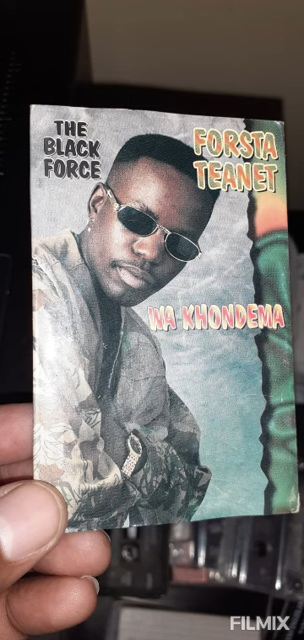 THE
BLACK
FORCE
FORSTA
TEANET
WA KHONDEMA
FILMIX